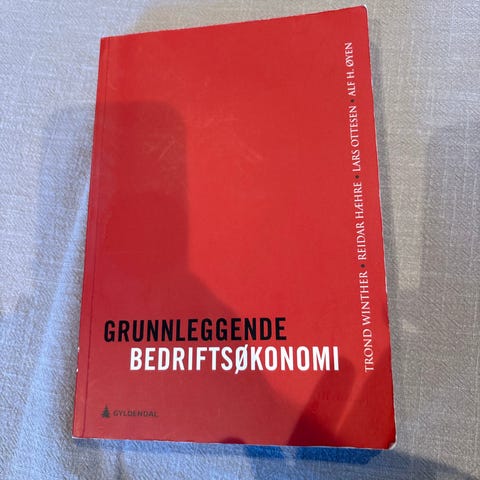 GRUNNLEGGENDE
BEDRIFTSØKONOMI
TROND WINTHER • REIDAR HÆHRE • LARS OTTESEN • ALF H. ØYEN
GYLDENDAL